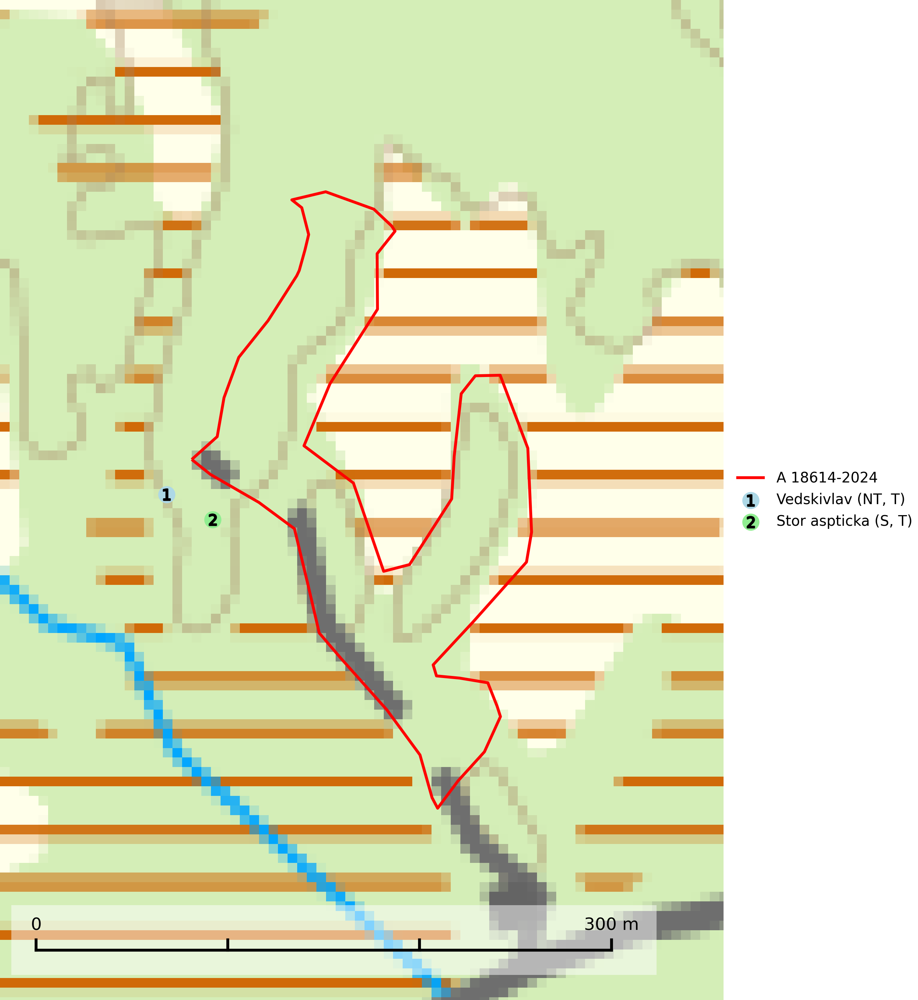 1
2
A 18614-2024
1 Vedskivlav (NT, T)
2 Stor aspticka (S, T)
0 300 m